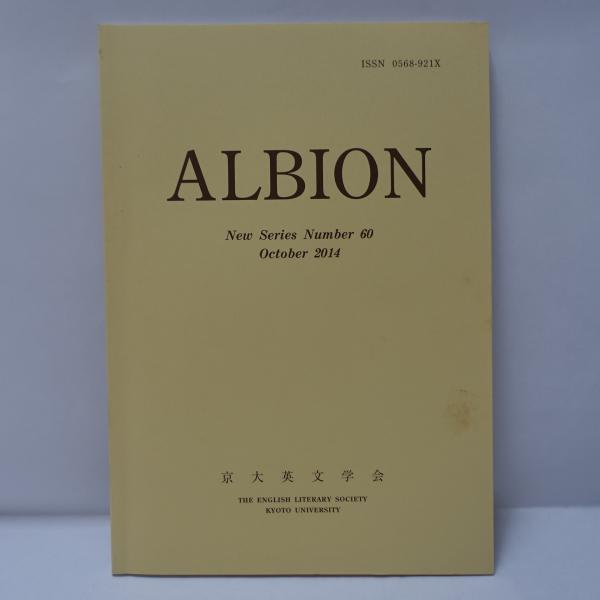 ISSN 0568-921X
ALBION
New Series Number 60
October 2014
京大英文学会
THE ENGLISH LITERARY SOCIETY
KYOTO UNIVERSITY